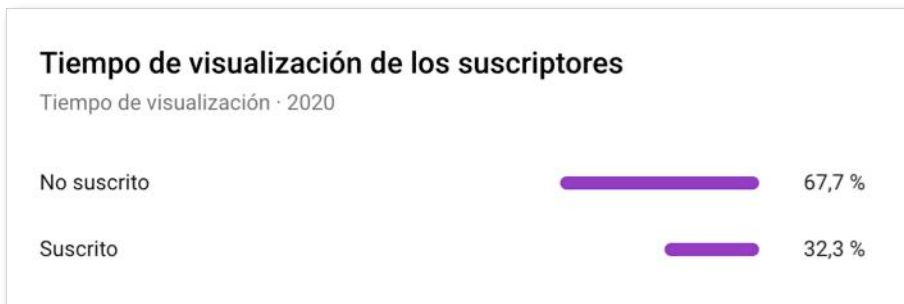 Tiempo de visualización de los suscriptores
Tiempo de visualización · 2020
No suscrito 67,7 %
Suscrito 32,3 %